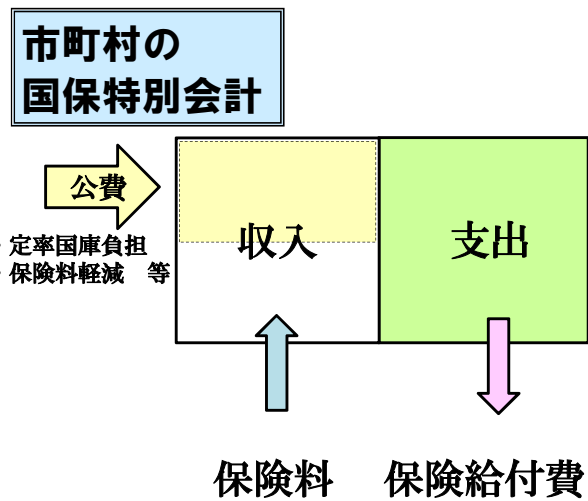 市町村の
国保特別会計
公費
・定率国庫負担
・保険料軽減　等
収入
支出
保険料
保険給付費